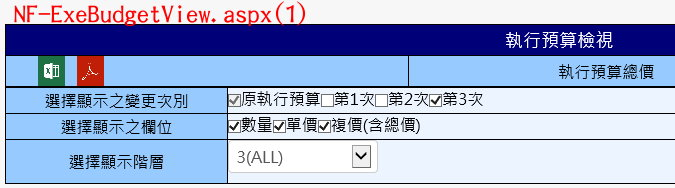 NF-ExeBudgetView.aspx(1)
執行預算檢視
執行預算總價
選擇顯示之變更次別 原執行預算 第1次 第2次 第3次
選擇顯示之欄位 數量 單價 複價(含總價)
選擇顯示階層 3(ALL)